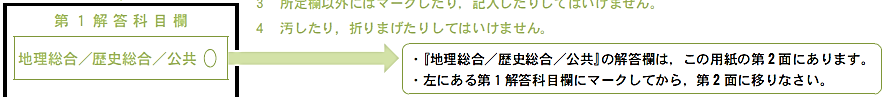 3 所定欄以外にはマークしたり，記入したりしてはいけません。
第１解答科目欄
4 汚したり，折りまげたりしてはいけません。
地理総合／歴史総合／公共 ○
・『地理総合／歴史総合／公共』の解答欄は，この用紙の第２面にあります。
・左にある第１解答科目欄にマークしてから，第２面に移りなさい。